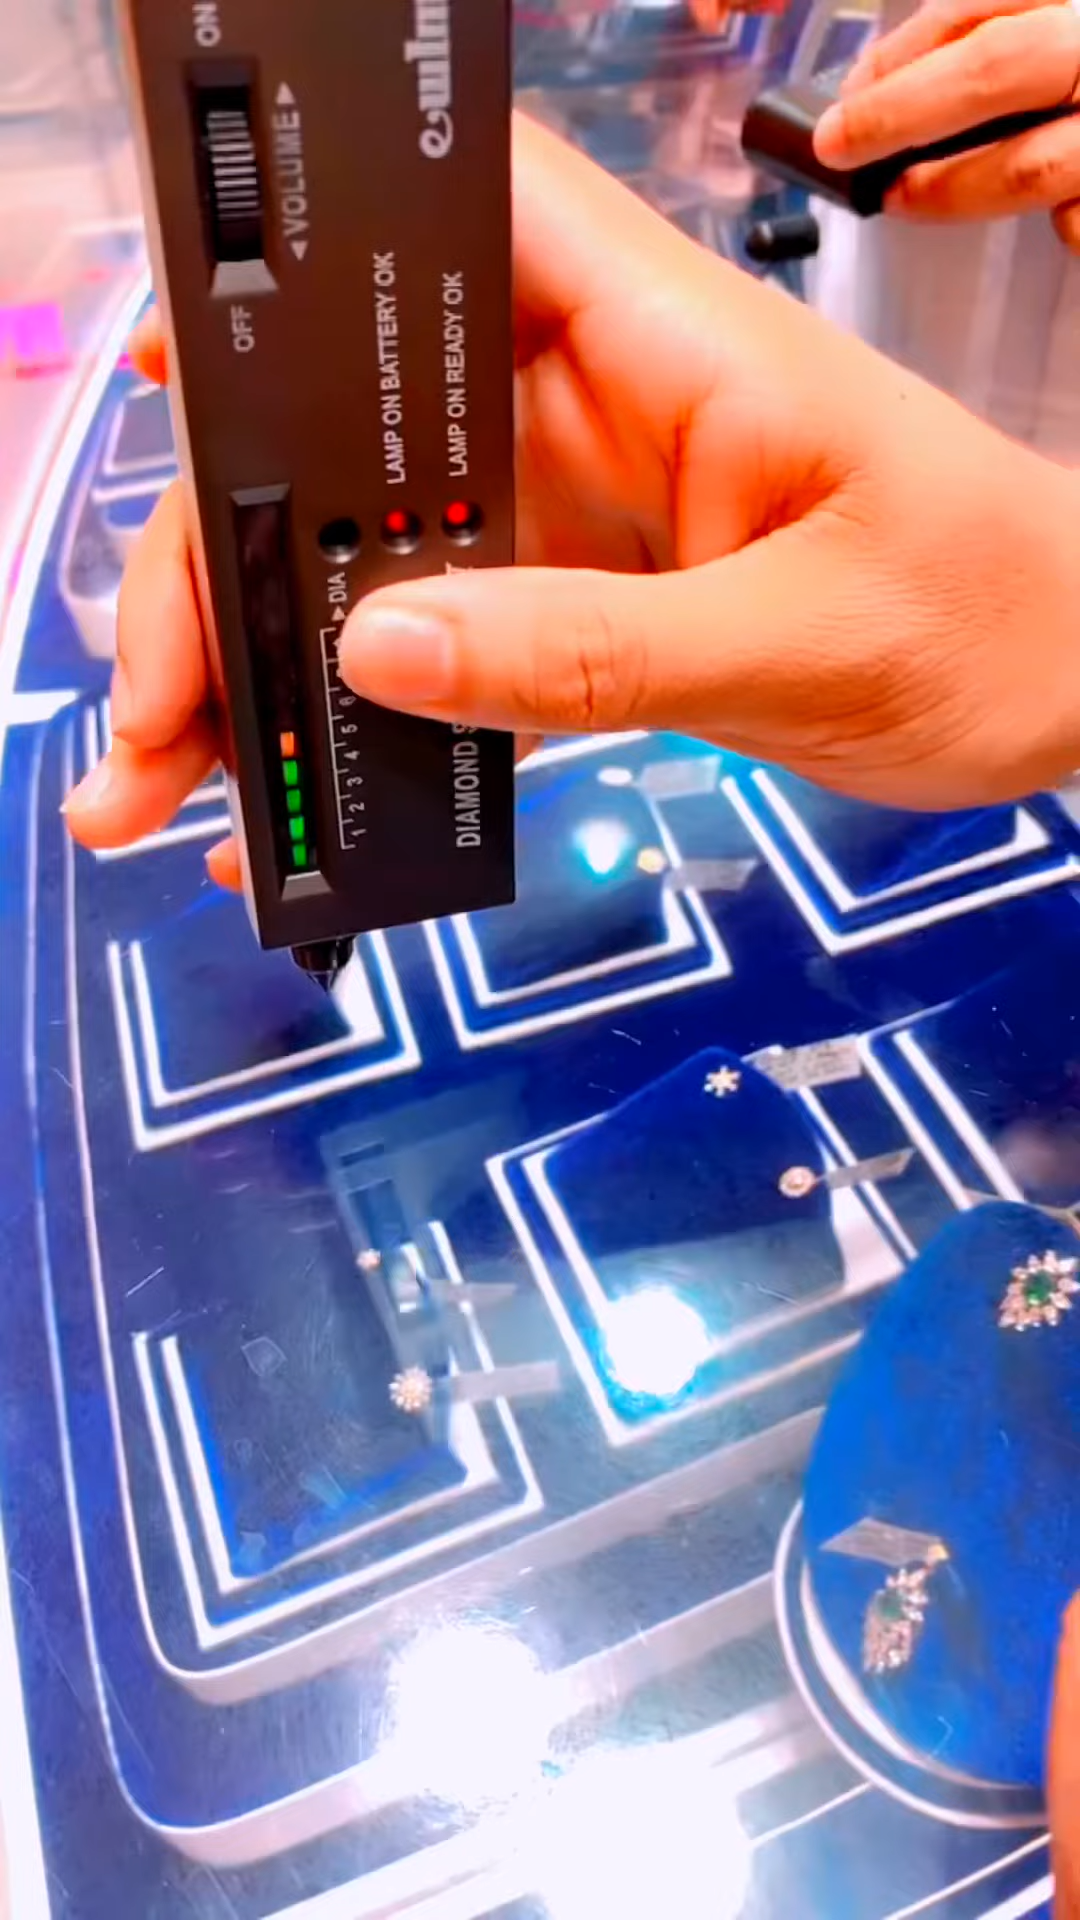 ON
◄VOLUME►
OFF
LAMP ON BATTERY OK
LAMP ON READY OK
►DIA
1 2 3 4 5 6
DIAMOND